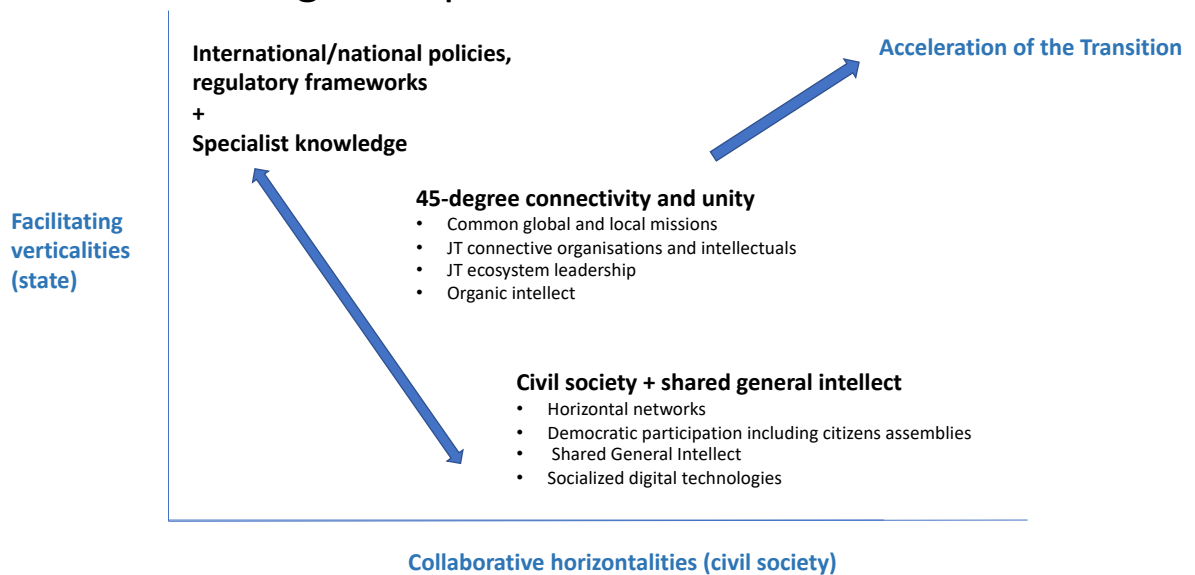 International/national policies,
regulatory frameworks
+
Specialist knowledge
Acceleration of the Transition
45-degree connectivity and unity
• Common global and local missions
• JT connective organisations and intellectuals
• JT ecosystem leadership
• Organic intellect
Facilitating
verticalities
(state)
Civil society + shared general intellect
• Horizontal networks
• Democratic participation including citizens assemblies
• Shared General Intellect
• Socialized digital technologies
Collaborative horizontalities (civil society)